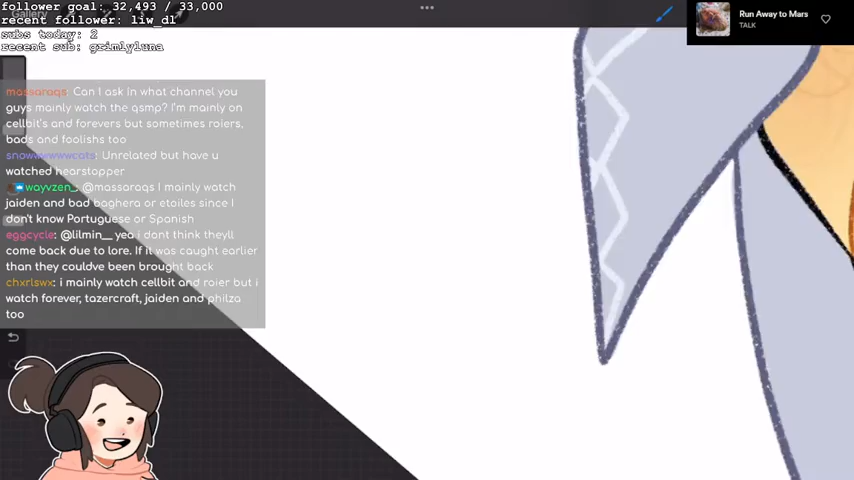 follower goal: 32,493 / 33,000
Gallery
recent follower: liw_dl
subs today: 2
recent sub: grimlyluna
Run Away to Mars
TALK
massaraqs: Can I ask in what channel you
guys mainly watch the qsmp? I'm mainly on
cellbit's and forevers but sometimes roiers,
bads and foolishs too
Unrelated but have u
watched hearstopper
wayvzen_: @massaraqs I mainly watch
jaiden and bad baghera or etoiles since I
don't know Portuguese or Spanish
eggcycle: @lilmin__ yea i dont think theyll
come back due to lore. If it was caught earlier
than they couldve been brought back
chxrlswx: i mainly watch cellbit and roier but i
watch forever, tazercraft, jaiden and philza
too